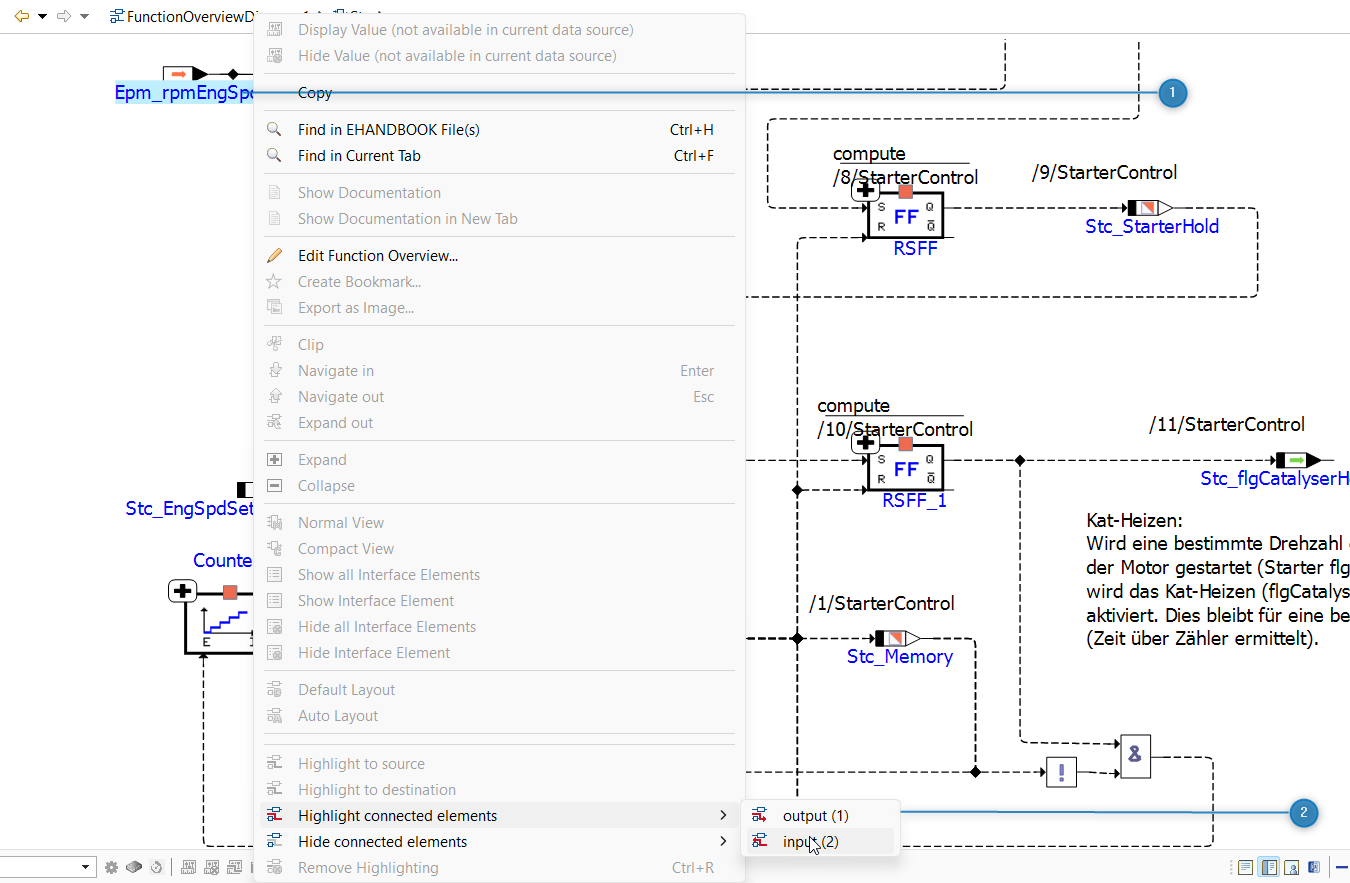 FunctionOverviewDi
Display Value (not available in current data source)
Hide Value (not available in current data source)
Epm_rpmEngSpd
Copy
1
Find in EHANDBOOK File(s) Ctrl+H
Find in Current Tab Ctrl+F
Show Documentation
Show Documentation in New Tab
Edit Function Overview...
Create Bookmark...
Export as Image...
Clip
Navigate in Enter
Navigate out Esc
Expand out
Expand
Collapse
Normal View
Compact View
Show all Interface Elements
Show Interface Element
Hide all Interface Elements
Hide Interface Element
Default Layout
Auto Layout
Highlight to source
Highlight to destination
Highlight connected elements
Hide connected elements
Remove Highlighting Ctrl+R
output (1)
input (2)
2
compute
/8/StarterControl
S Q
FF
R Q
RSFF
/9/StarterControl
Stc_StarterHold
compute
/10/StarterControl
S Q
FF
R Q
RSFF_1
/11/StarterControl
Stc_flgCatalyserH
Stc_EngSpdSet
Counte
E
Kat-Heizen:
Wird eine bestimmte Drehzahl
der Motor gestartet (Starter flg
wird das Kat-Heizen (flgCatalys
aktiviert. Dies bleibt für eine be
(Zeit über Zähler ermittelt).
/1/StarterControl
Stc_Memory
!
&